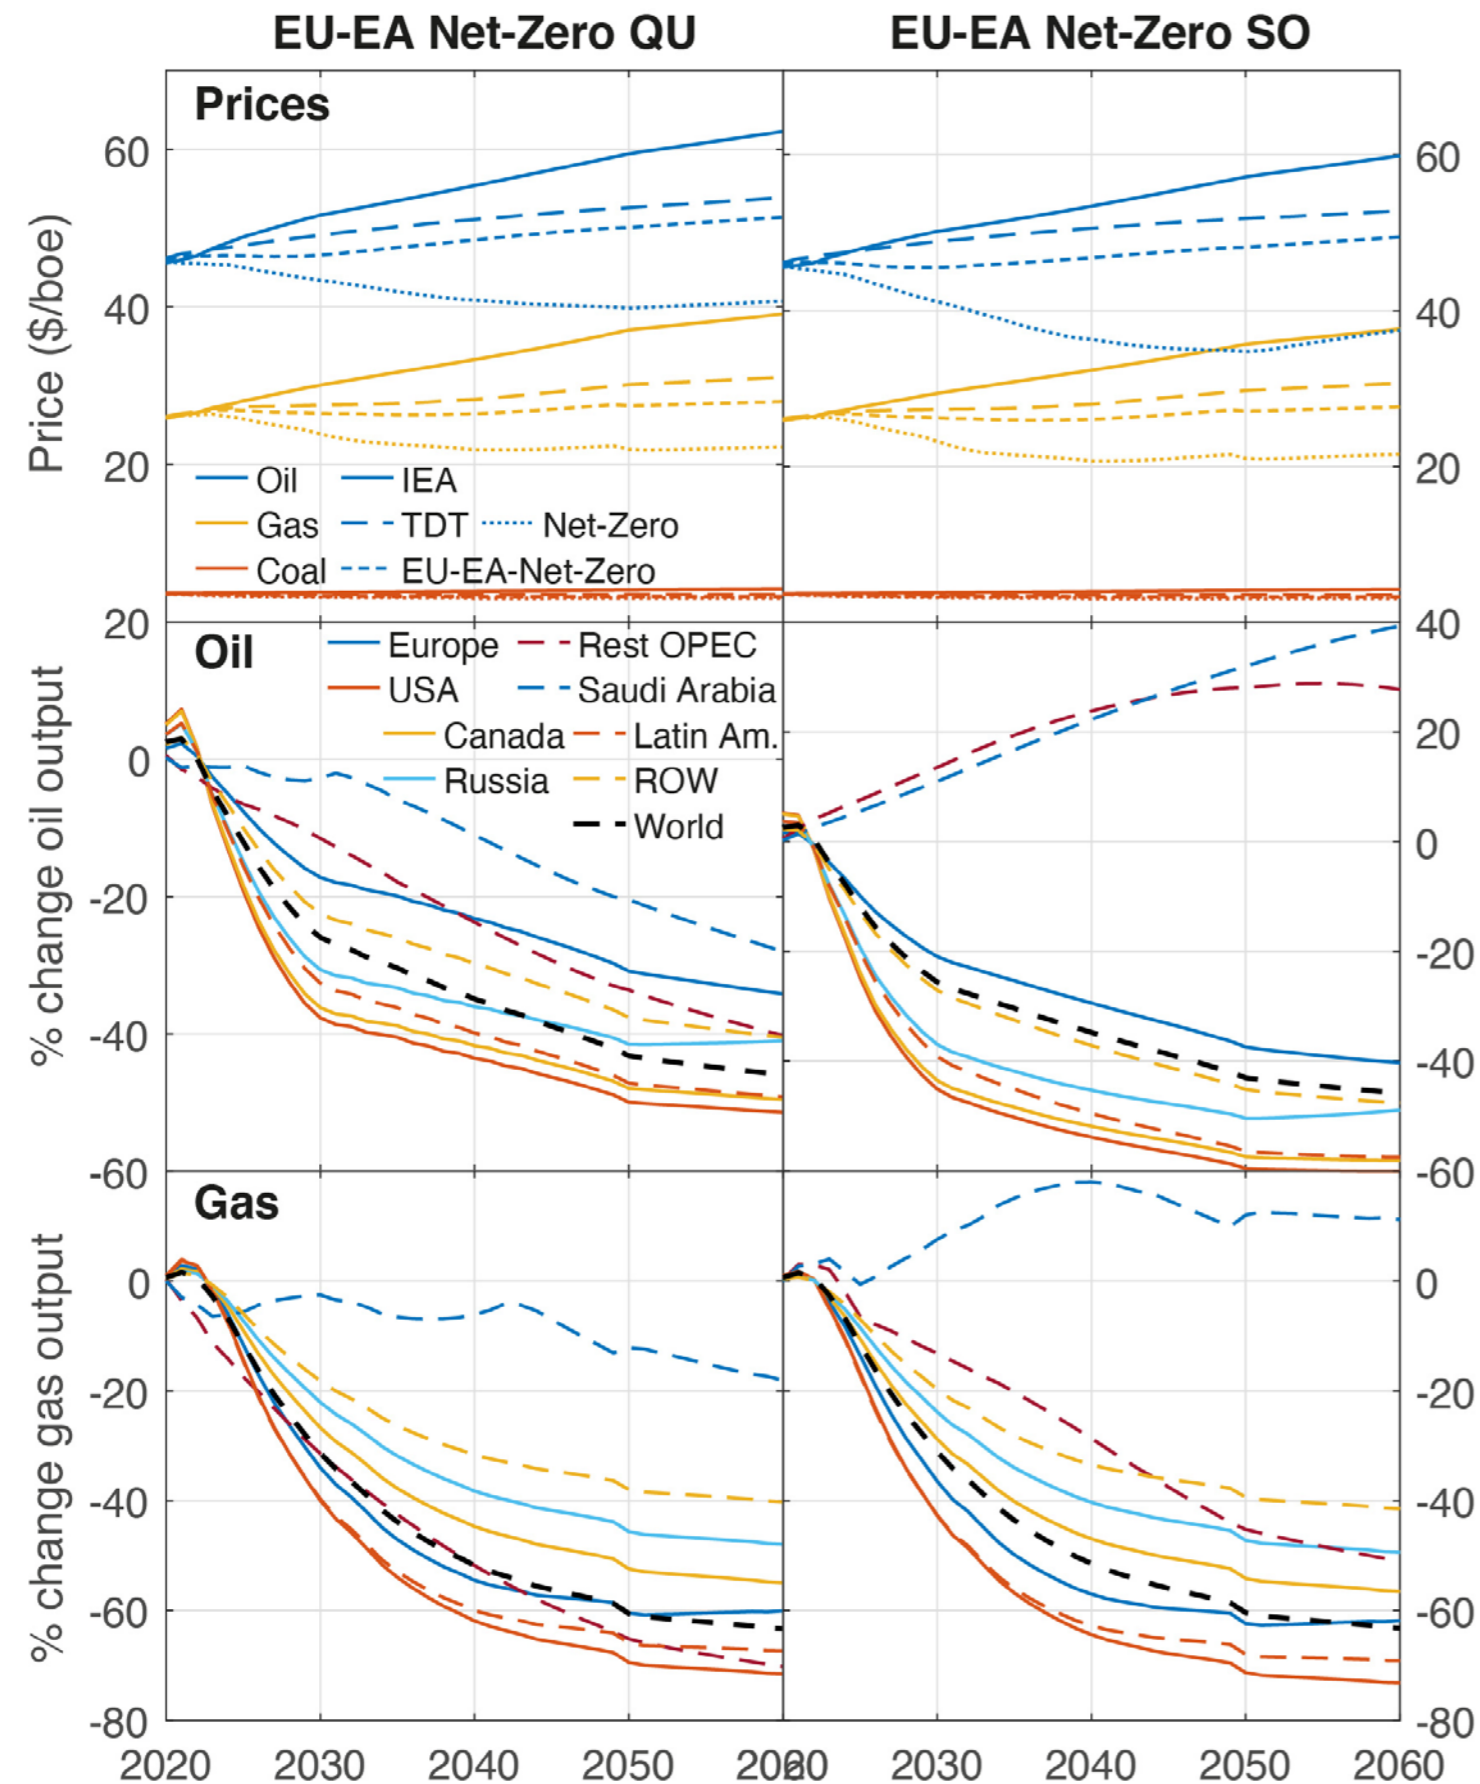 EU-EA Net-Zero QU EU-EA Net-Zero SO
Prices
Price ($/boe)
60
40
20
60
40
20
Oil IEA
Gas TDT Net-Zero
Coal EU-EA-Net-Zero
Oil
% change oil output
20
0
-20
-40
-60
Europe Rest OPEC
USA Saudi Arabia
Canada Latin Am.
Russia ROW
World
40
20
0
-20
-40
-60
Gas
% change gas output
0
-20
-40
-60
-80
0
-20
-40
-60
-80
2020 2030 2040 2050 2060 2030 2040 2050 2060